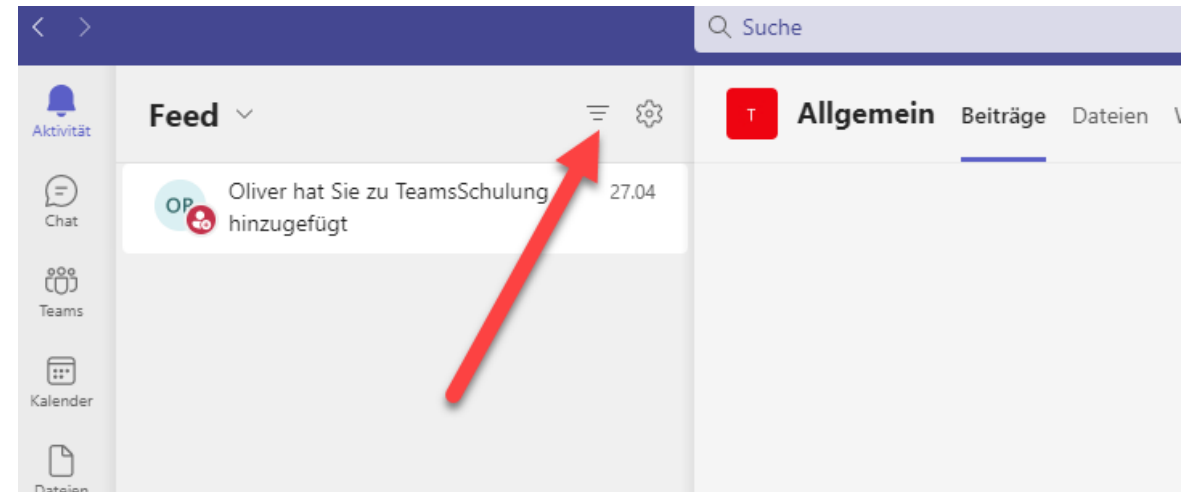 Suche
Aktivität
Chat
Teams
Kalender
Dateien
Feed
OP
Oliver hat Sie zu TeamsSchulung
hinzugefügt
27.04
T
Allgemein
Beiträge
Dateien